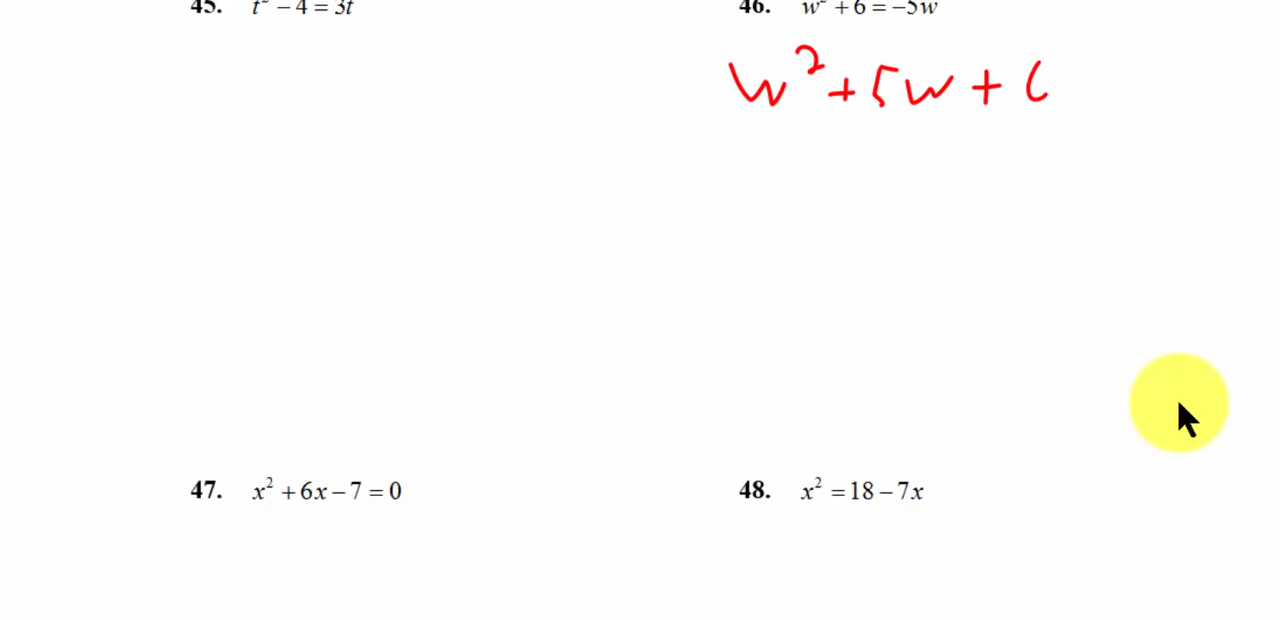 45. t² − 4 = 3t
46. w² + 6 = −5w
w² + 5w + 6
47. x² + 6x − 7 = 0
48. x² = 18 − 7x